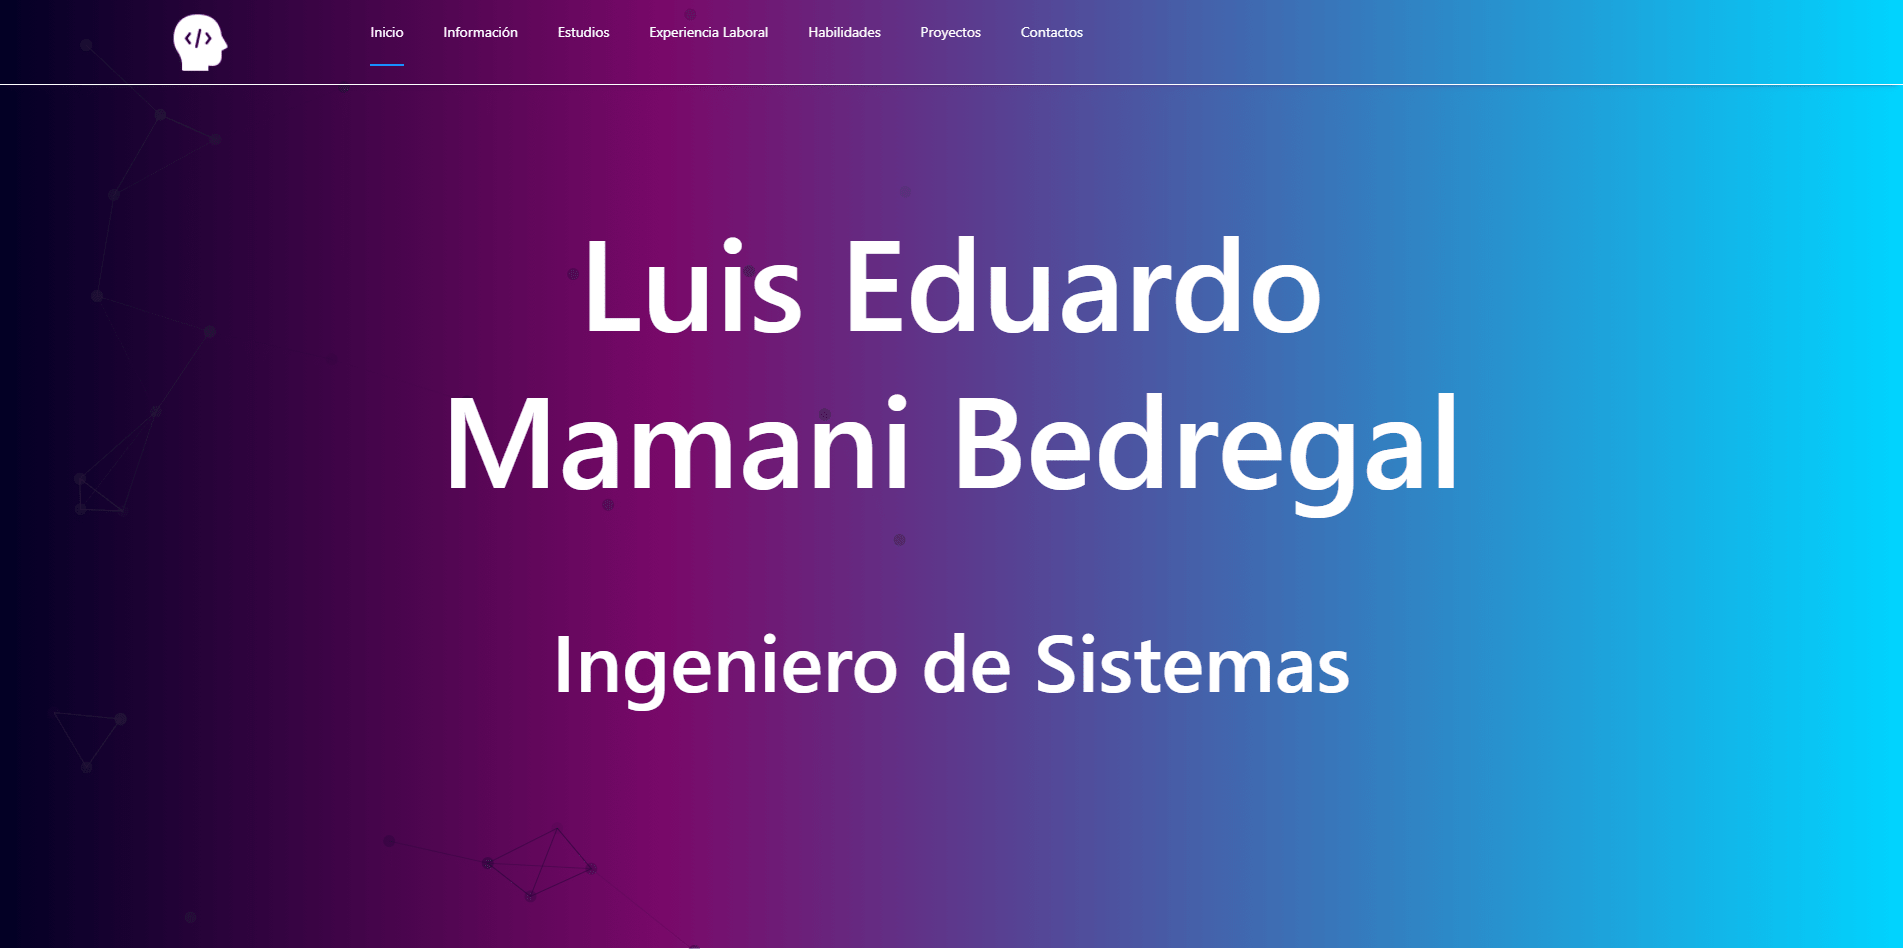 </>
Inicio Información Estudios Experiencia Laboral Habilidades Proyectos Contactos
Luis Eduardo
Mamani Bedregal
Ingeniero de Sistemas